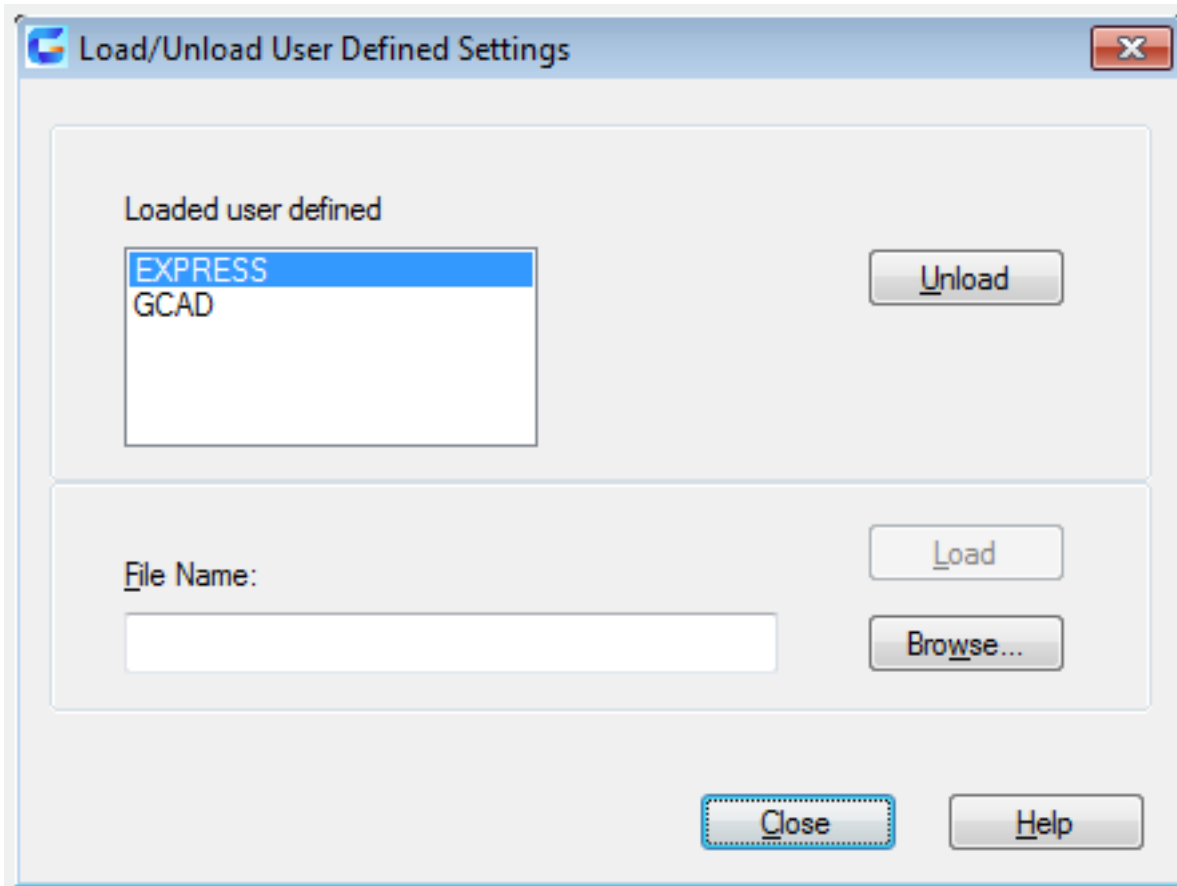 Load/Unload User Defined Settings
Loaded user defined
EXPRESS
GCAD
Unload
Load
File Name:
Browse...
Close
Help